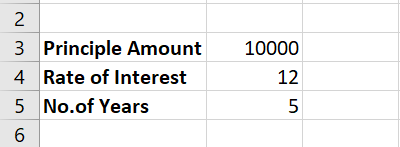 2
3 Principle Amount 10000
4 Rate of Interest 12
5 No.of Years 5
6